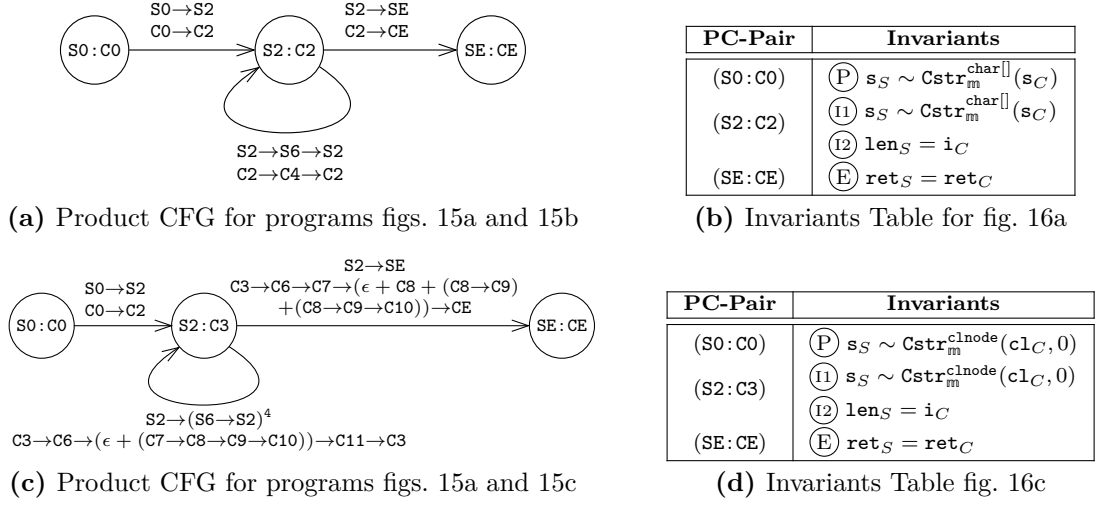 S0→S2
C0→C2
S2→SE
C2→CE
S0:C0
S2:C2
SE:CE
S2→S6→S2
C2→C4→C2
(a) Product CFG for programs figs. 15a and 15b
PC-Pair Invariants
(S0:C0) Ⓟ s_S ∼ Cstr_𝕞^{char[]}(s_C)
(S2:C2) (I1) s_S ∼ Cstr_𝕞^{char[]}(s_C)
(I2) len_S = i_C
(SE:CE) Ⓔ ret_S = ret_C
(b) Invariants Table for fig. 16a
S0→S2
C0→C2
S2→SE
C3→C6→C7→(ϵ + C8 + (C8→C9)
+(C8→C9→C10))→CE
S0:C0
S2:C3
SE:CE
S2→(S6→S2)^4
C3→C6→(ϵ + (C7→C8→C9→C10))→C11→C3
(c) Product CFG for programs figs. 15a and 15c
PC-Pair Invariants
(S0:C0) Ⓟ s_S ∼ Cstr_𝕞^{clnode}(cl_C, 0)
(S2:C3) (I1) s_S ∼ Cstr_𝕞^{clnode}(cl_C, 0)
(I2) len_S = i_C
(SE:CE) Ⓔ ret_S = ret_C
(d) Invariants Table fig. 16c